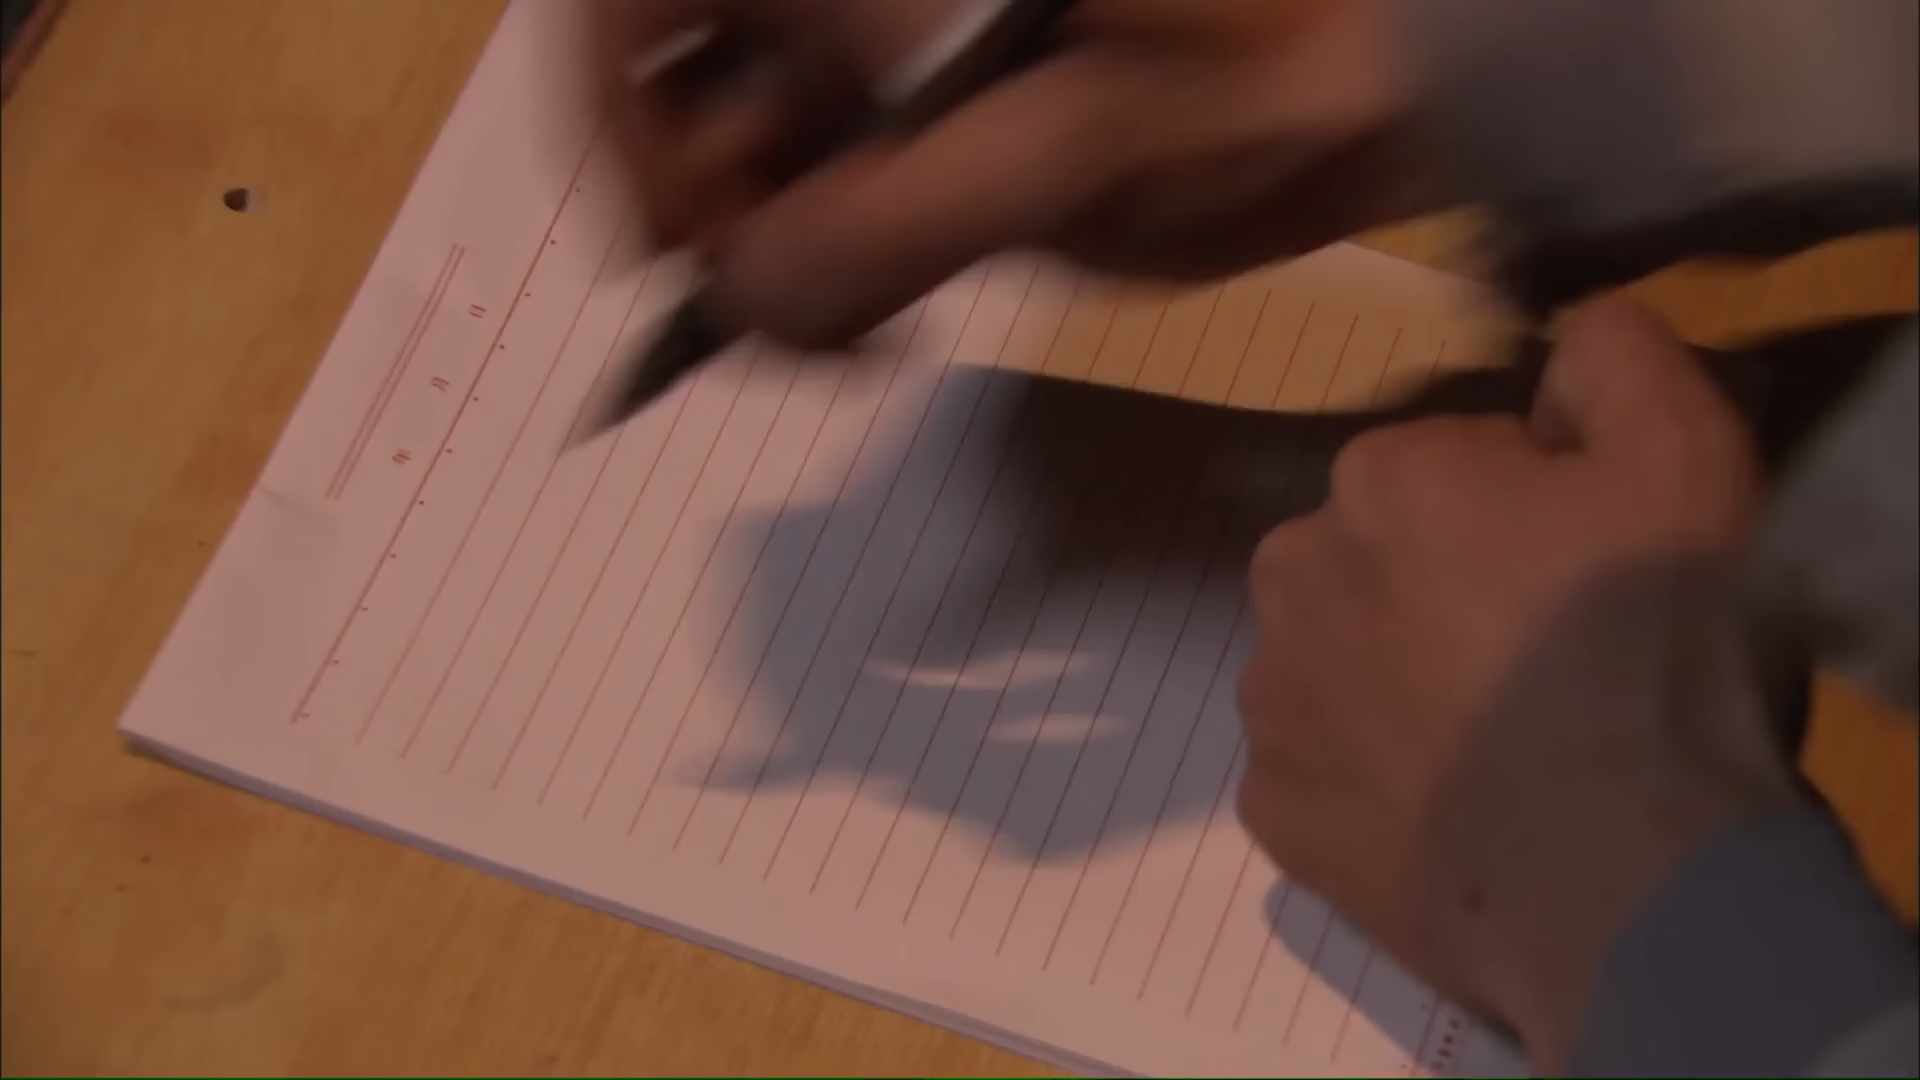 年 月 日